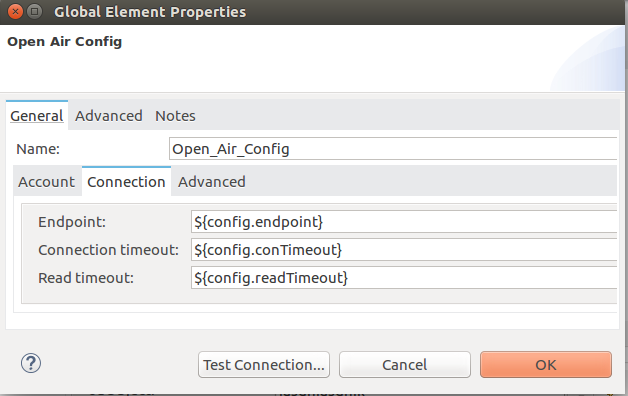 Global Element Properties
Open Air Config
General Advanced Notes
Name: Open_Air_Config
Account Connection Advanced
Endpoint: ${config.endpoint}
Connection timeout: ${config.conTimeout}
Read timeout: ${config.readTimeout}
? Test Connection... Cancel OK